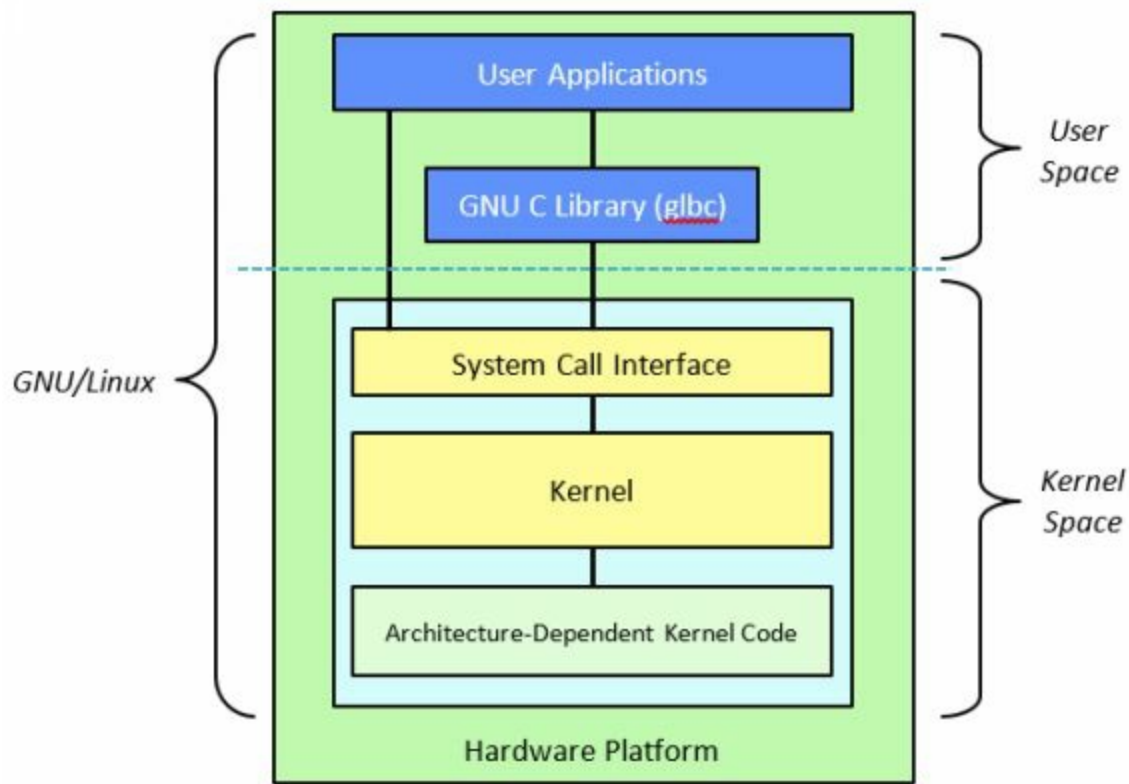 User Applications
User
Space
GNU C Library (glbc)
System Call Interface
GNU/Linux
Kernel
Kernel
Space
Architecture-Dependent Kernel Code
Hardware Platform